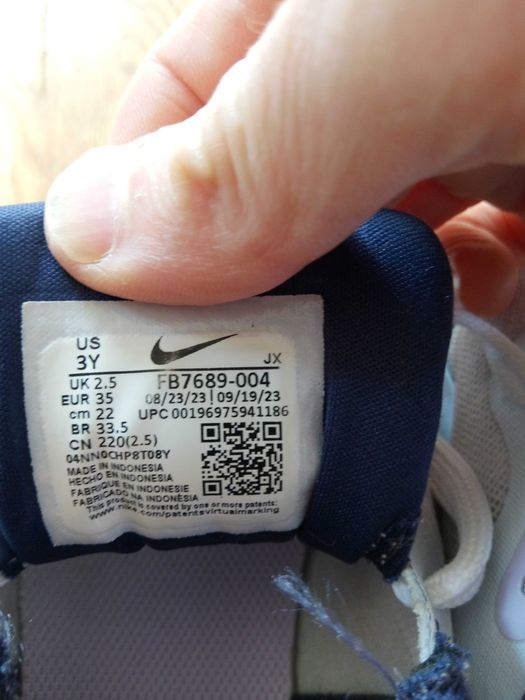 US
3Y
JX
UK 2.5
FB7689-004
EUR 35
08/23/23 | 09/19/23
cm 22
UPC 00196975941186
BR 33.5
CN 220(2.5)
04NN0CHP8T08Y
MADE IN INDONESIA
HECHO EN INDONESIA
FABRIQUE EN INDONESIE
FABRICADO NA INDONÉSIA
This product is covered by one or more patents:
www.nike.com/patentsvirtualmarking